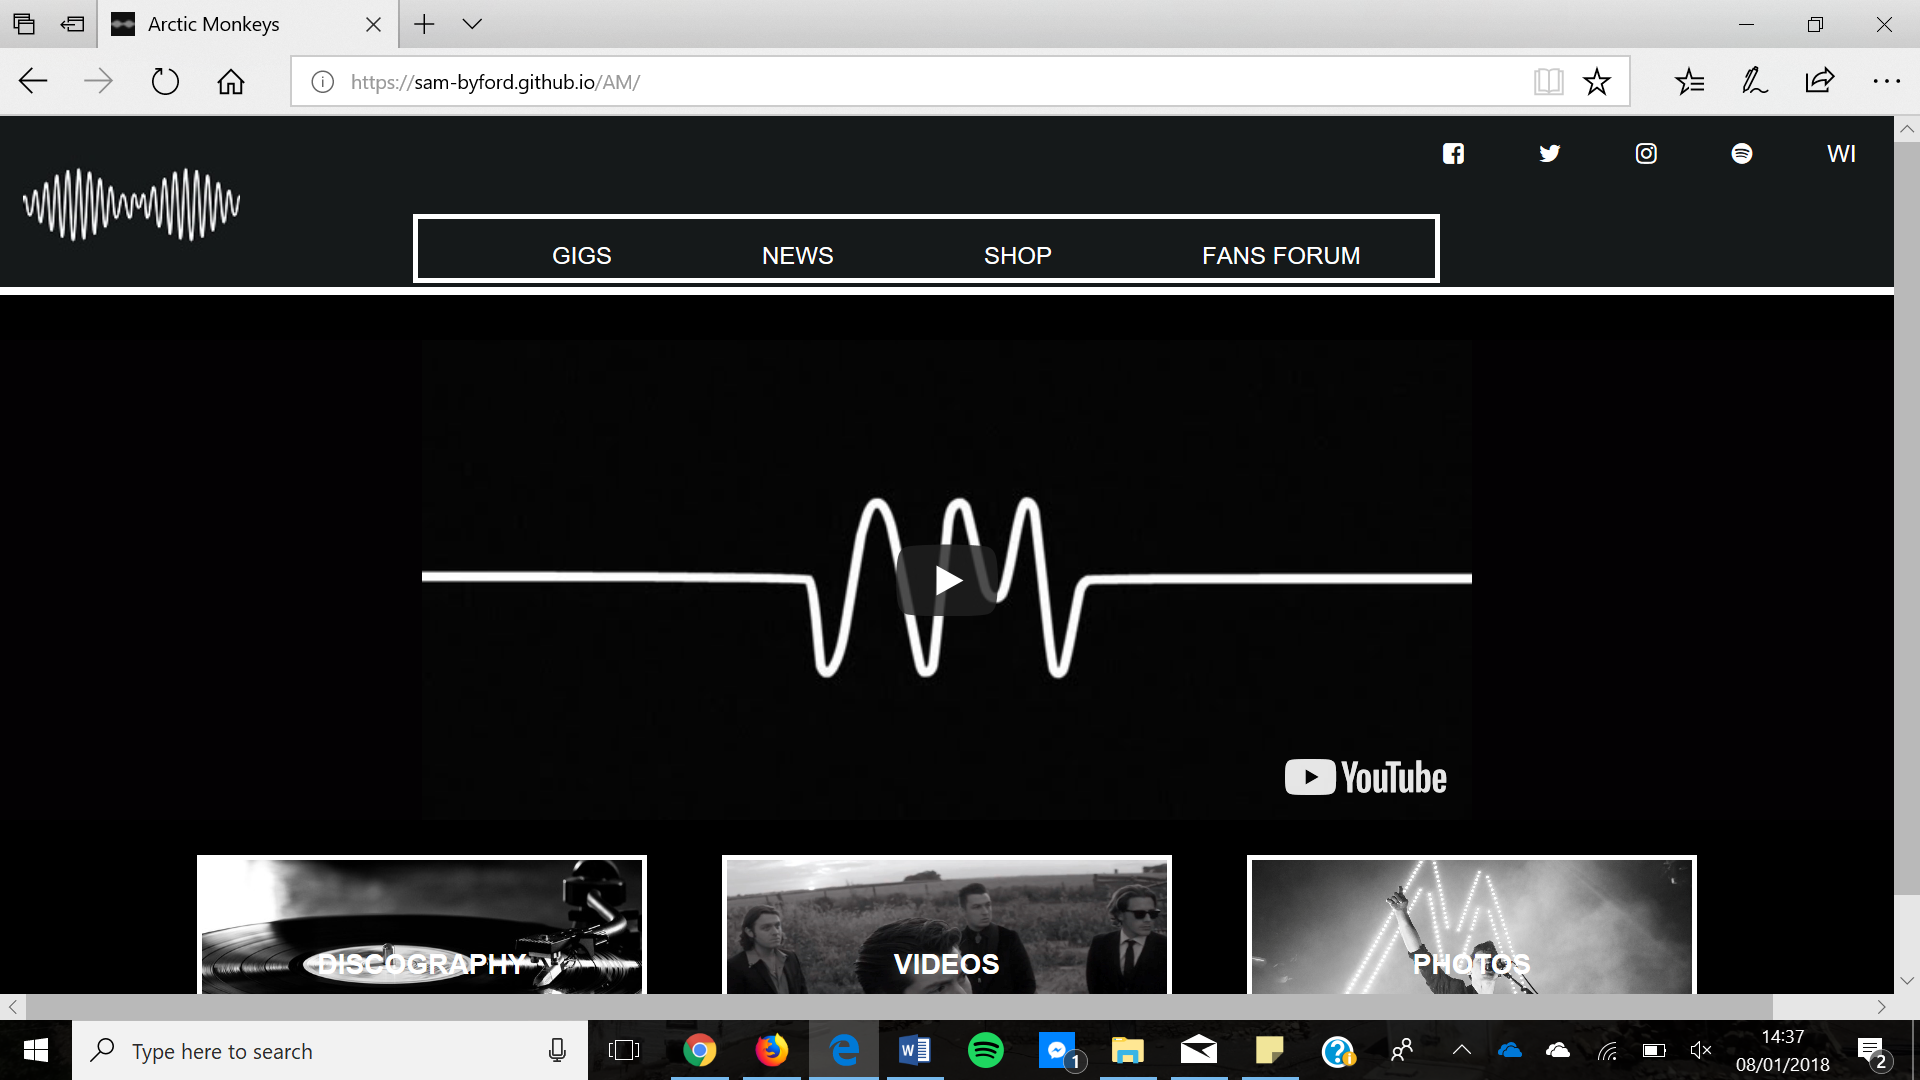 Arctic Monkeys
https://sam-byford.github.io/AM/
WI
GIGS NEWS SHOP FANS FORUM
YouTube
DISCOGRAPHY VIDEOS PHOTOS
Type here to search
1
14:37
08/01/2018
2